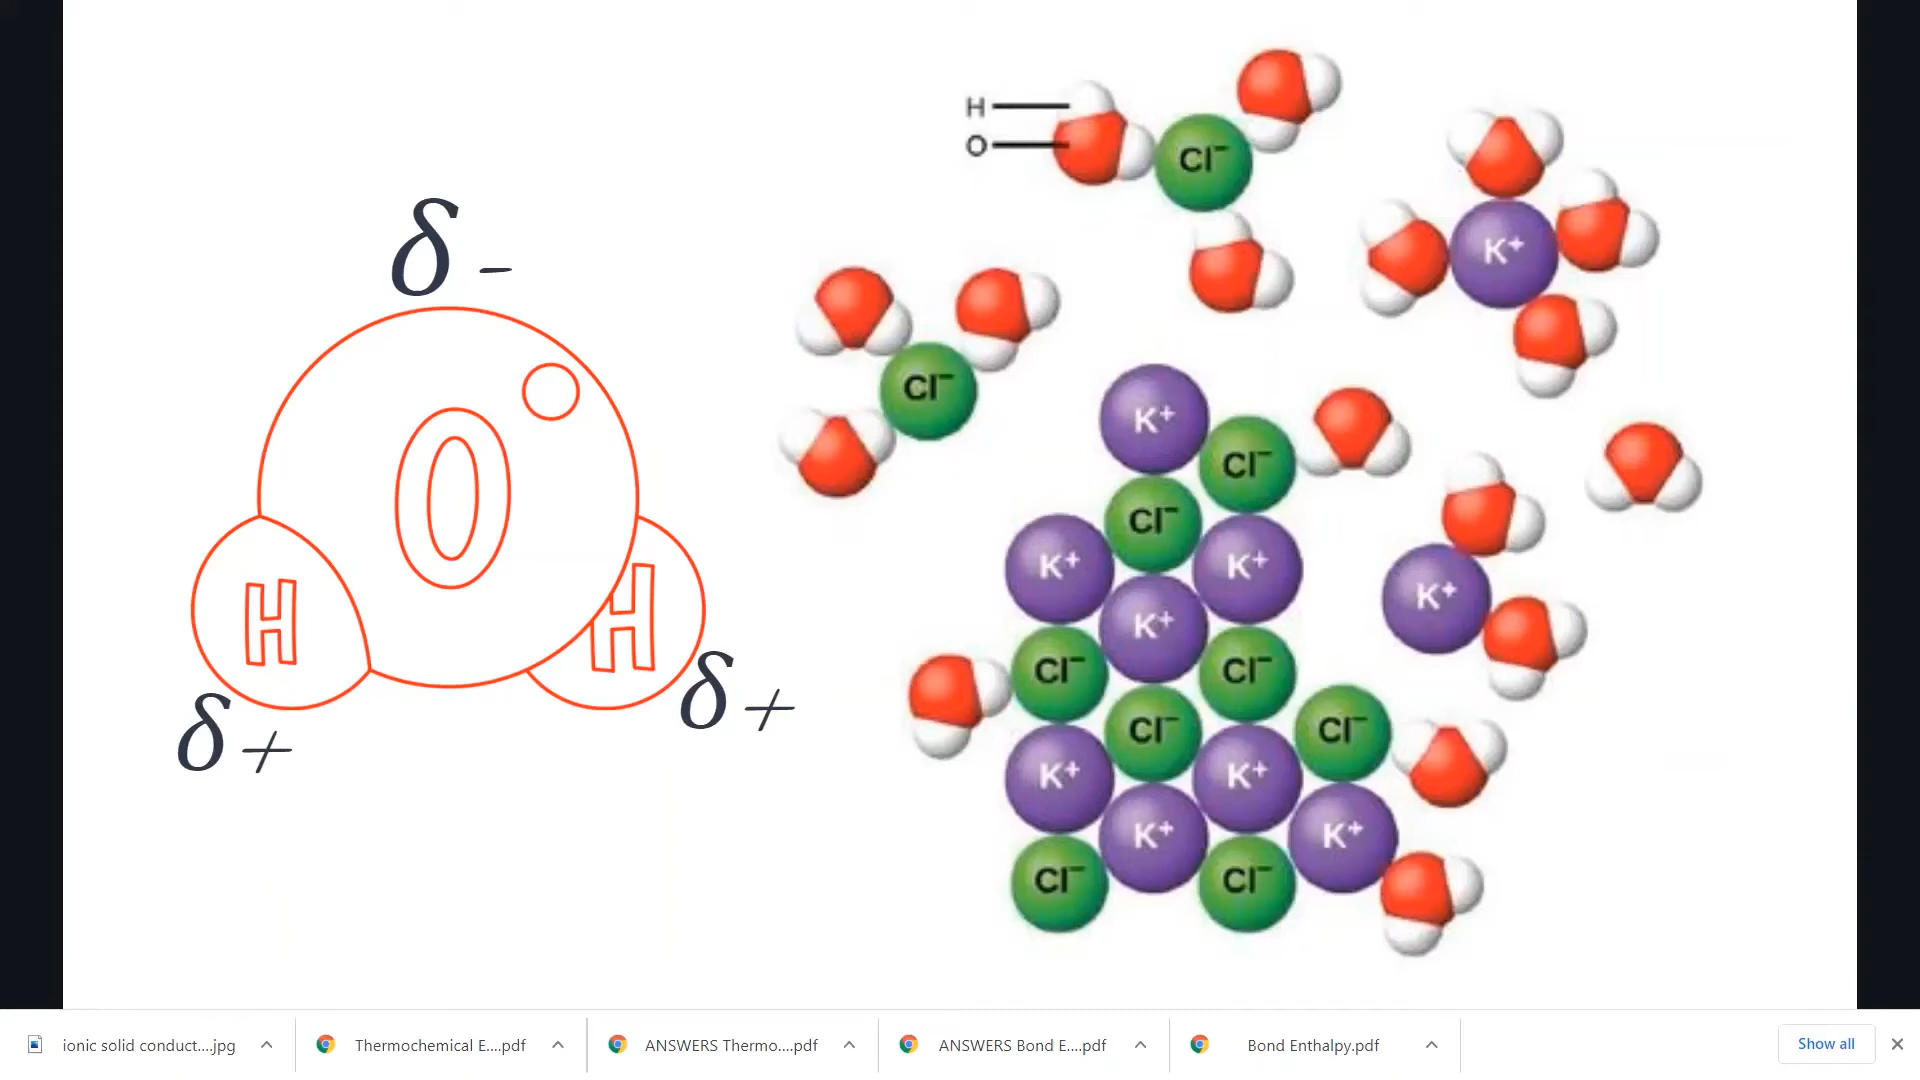 δ -
O
H
H
δ +
δ +
H
O
Cl⁻
K⁺
Cl⁻
K⁺
Cl⁻
Cl⁻
K⁺
K⁺
K⁺
K⁺
Cl⁻
Cl⁻
Cl⁻
Cl⁻
K⁺
K⁺
K⁺
K⁺
Cl⁻
Cl⁻
ionic solid conduct....jpg
Thermochemical E....pdf
ANSWERS Thermo....pdf
ANSWERS Bond E....pdf
Bond Enthalpy.pdf
Show all